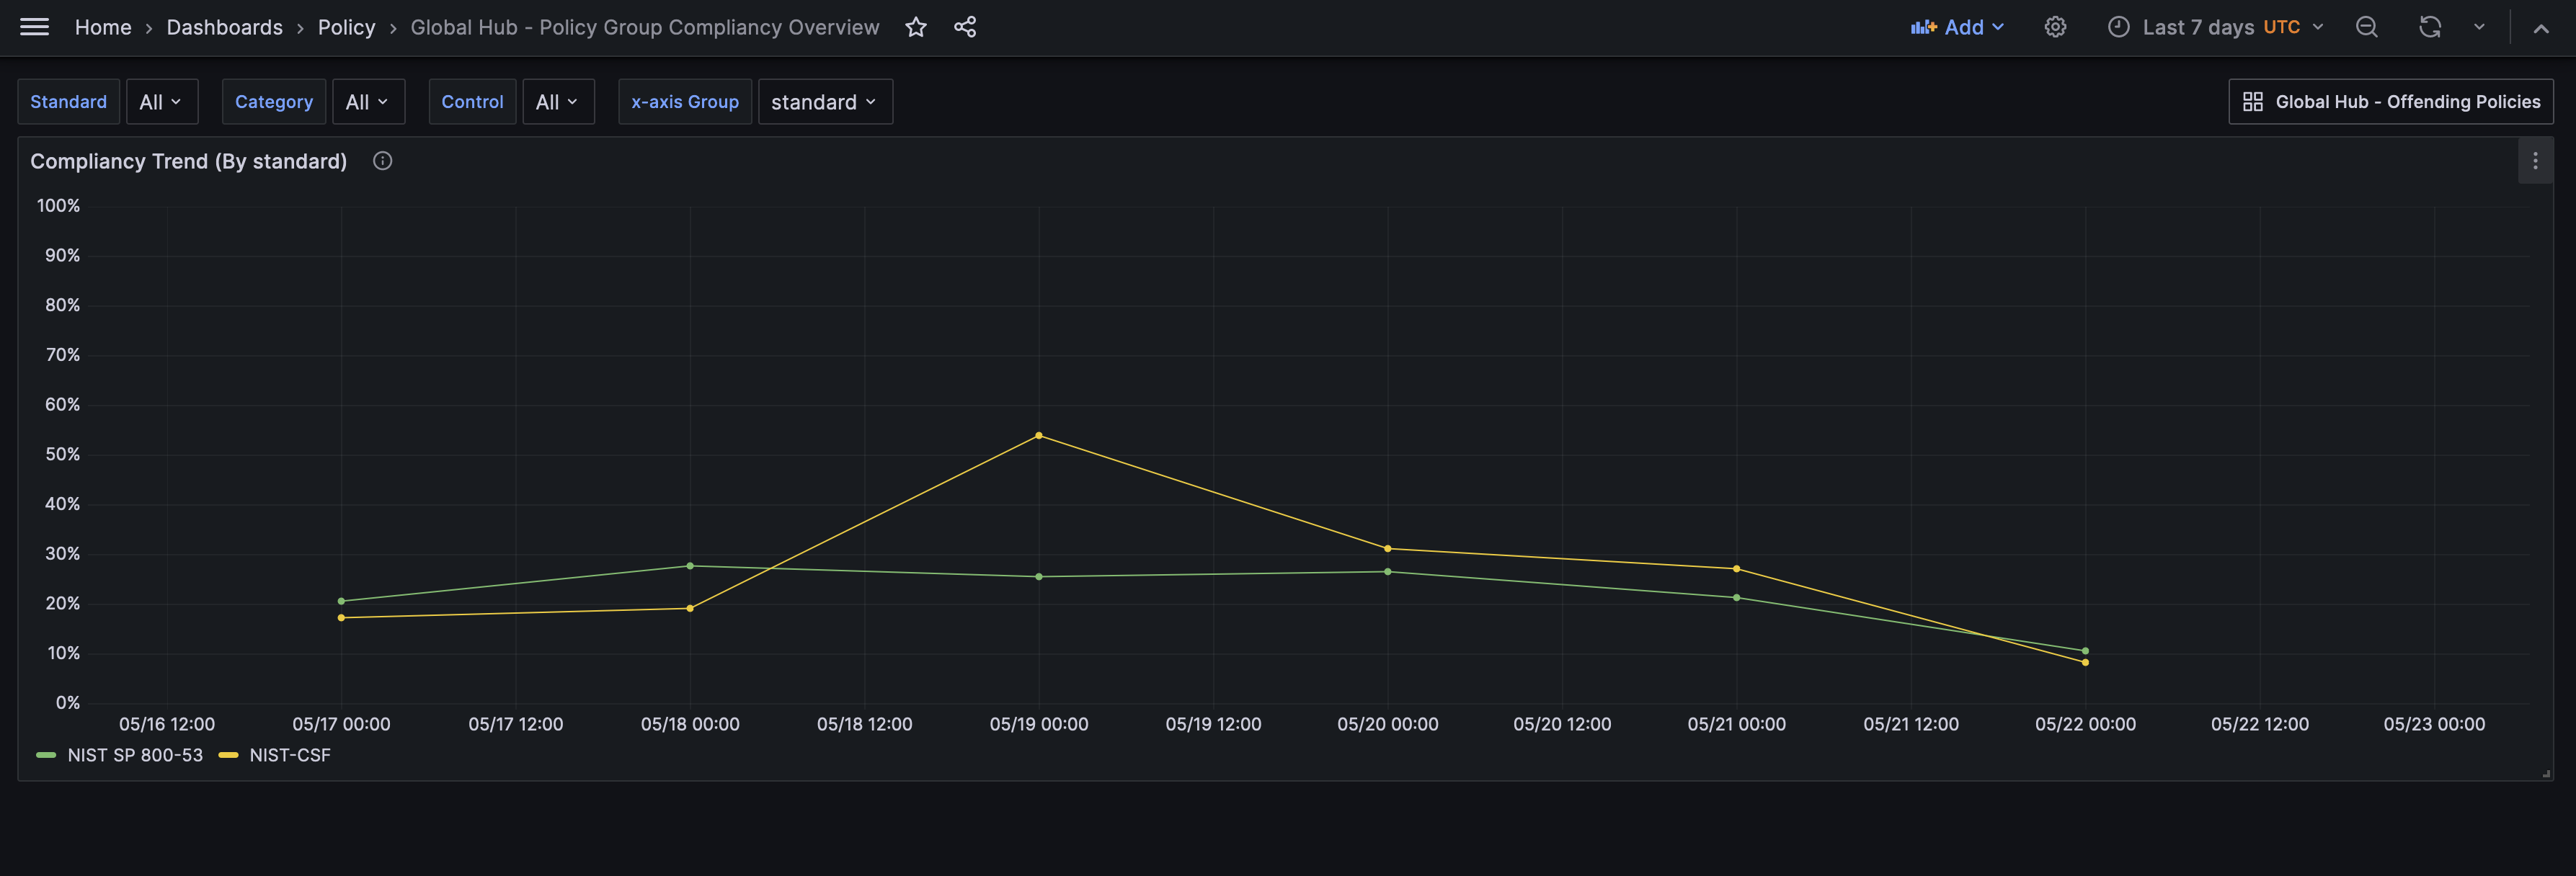 Home › Dashboards › Policy › Global Hub - Policy Group Compliancy Overview
Add
Last 7 days UTC
Standard All Category All Control All x-axis Group standard
Global Hub - Offending Policies
Compliancy Trend (By standard)
100%
90%
80%
70%
60%
50%
40%
30%
20%
10%
0%
05/16 12:00 05/17 00:00 05/17 12:00 05/18 00:00 05/18 12:00 05/19 00:00 05/19 12:00 05/20 00:00 05/20 12:00 05/21 00:00 05/21 12:00 05/22 00:00 05/22 12:00 05/23 00:00
NIST SP 800-53 NIST-CSF